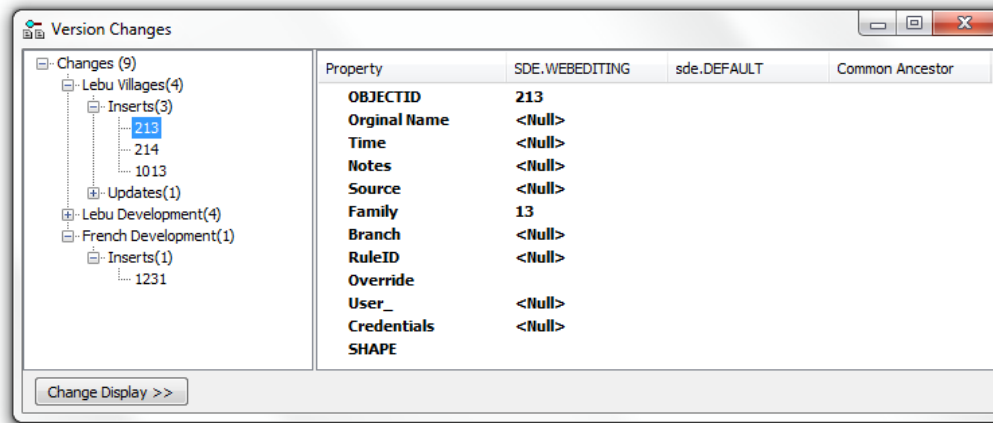 Version Changes
Changes (9)
Lebu Villages(4)
Inserts(3)
213
214
1013
Updates(1)
Lebu Development(4)
French Development(1)
Inserts(1)
1231
Property SDE.WEBEDITING sde.DEFAULT Common Ancestor
OBJECTID 213
Orginal Name <Null>
Time <Null>
Notes <Null>
Source <Null>
Family 13
Branch <Null>
RuleID <Null>
Override
User_ <Null>
Credentials <Null>
SHAPE
Change Display >>